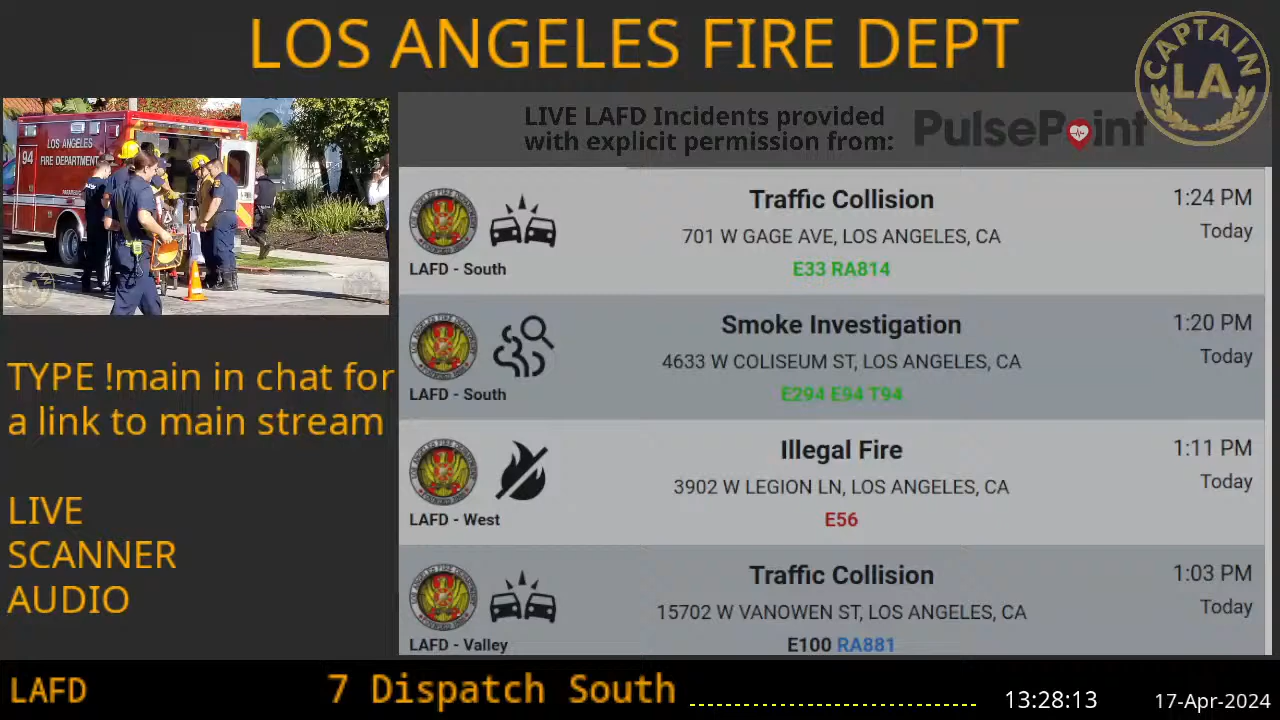 LOS ANGELES FIRE DEPT
CAPTAIN
LA
LIVE LAFD Incidents provided
with explicit permission from:
PulsePoint
94
LOS ANGELES
FIRE DEPARTMENT
Traffic Collision
1:24 PM
701 W GAGE AVE, LOS ANGELES, CA
Today
LAFD - South
E33 RA814
Smoke Investigation
1:20 PM
4633 W COLISEUM ST, LOS ANGELES, CA
Today
LAFD - South
E294 E94 T94
Illegal Fire
1:11 PM
3902 W LEGION LN, LOS ANGELES, CA
Today
LAFD - West
E56
Traffic Collision
1:03 PM
15702 W VANOWEN ST, LOS ANGELES, CA
Today
LAFD - Valley
E100 RA881
TYPE !main in chat for
a link to main stream
LIVE
SCANNER
AUDIO
LAFD
7 Dispatch South
13:28:13
17-Apr-2024